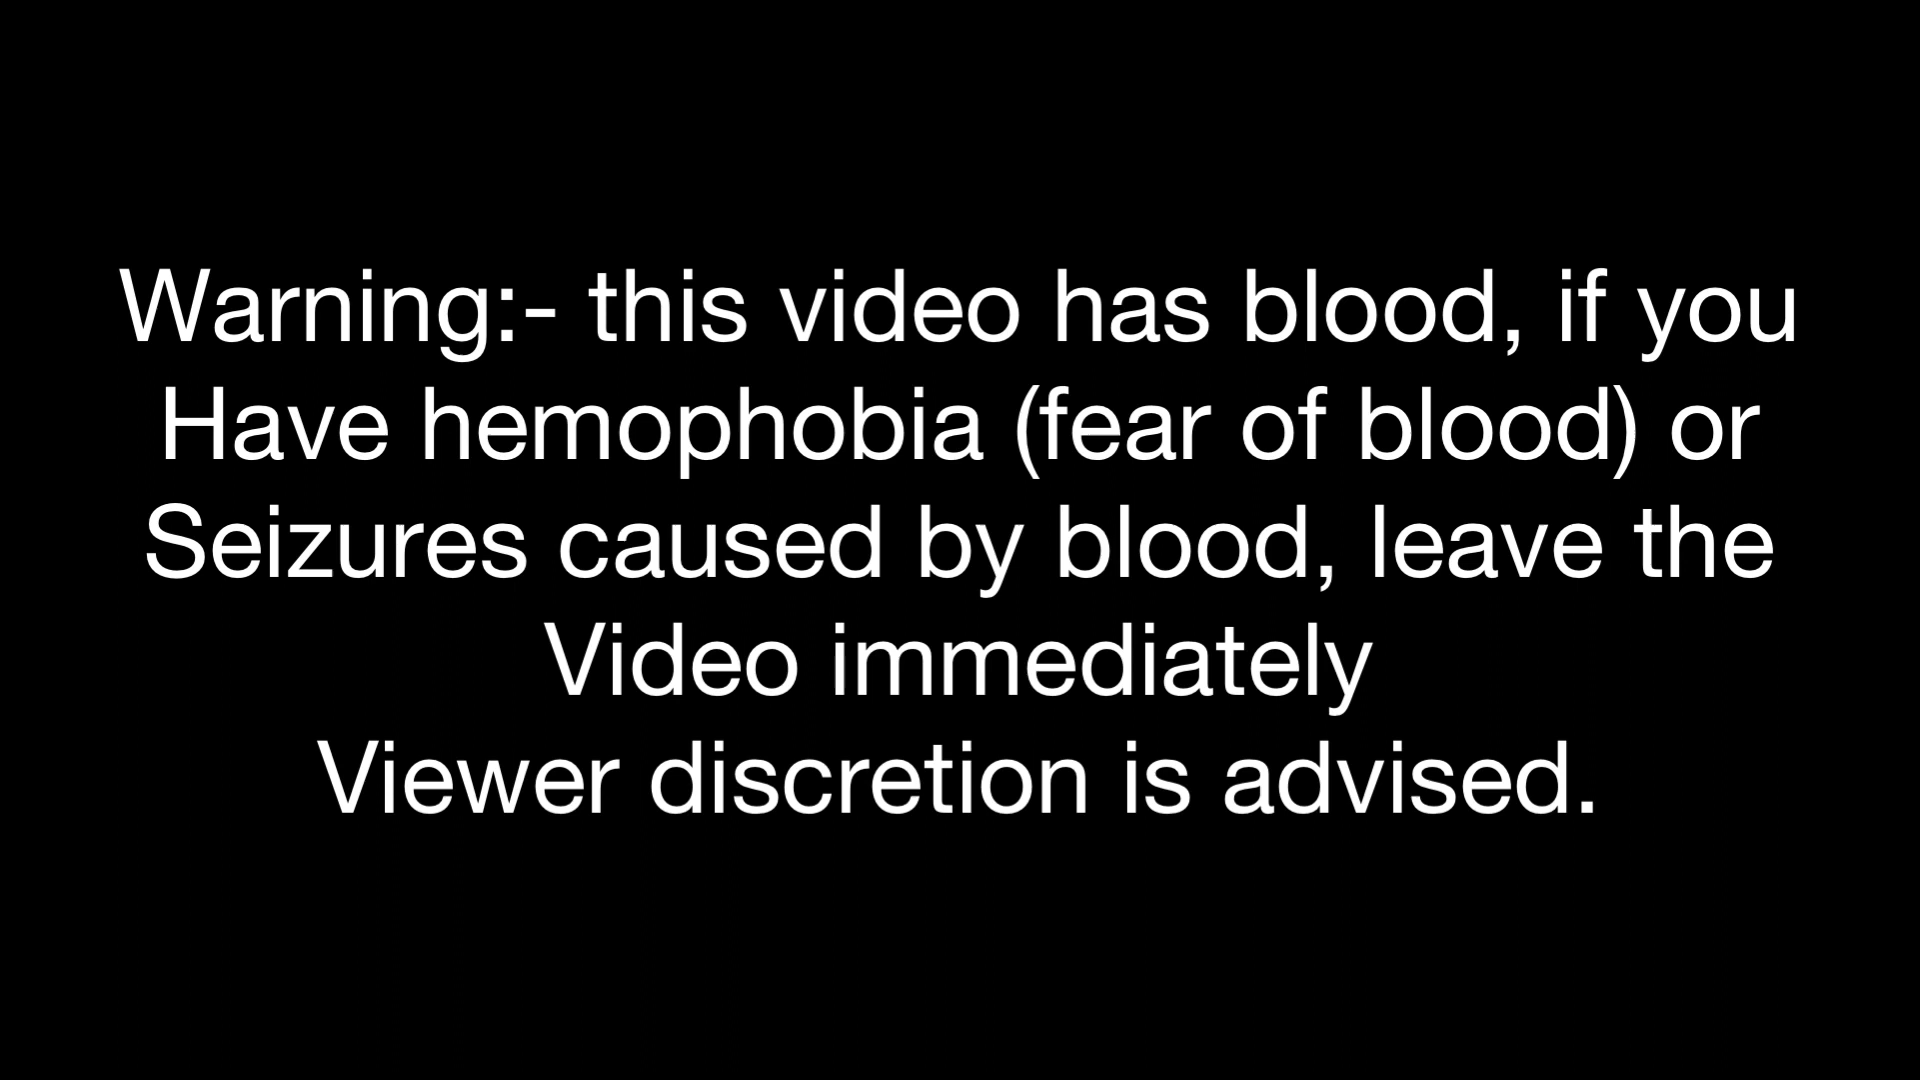 Warning:- this video has blood, if you
Have hemophobia (fear of blood) or
Seizures caused by blood, leave the
Video immediately
Viewer discretion is advised.